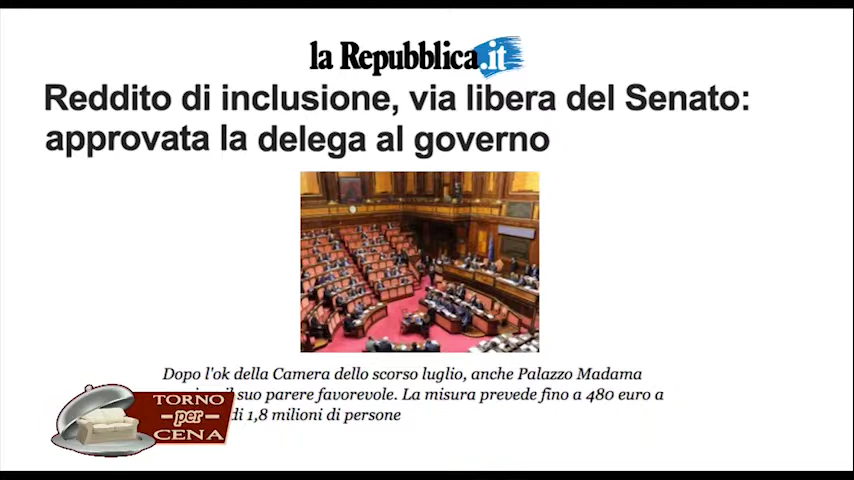 la Repubblica.it
Reddito di inclusione, via libera del Senato:
approvata la delega al governo
Dopo l'ok della Camera dello scorso luglio, anche Palazzo Madama
il suo parere favorevole. La misura prevede fino a 480 euro a
di 1,8 milioni di persone
TORNO
per
CENA